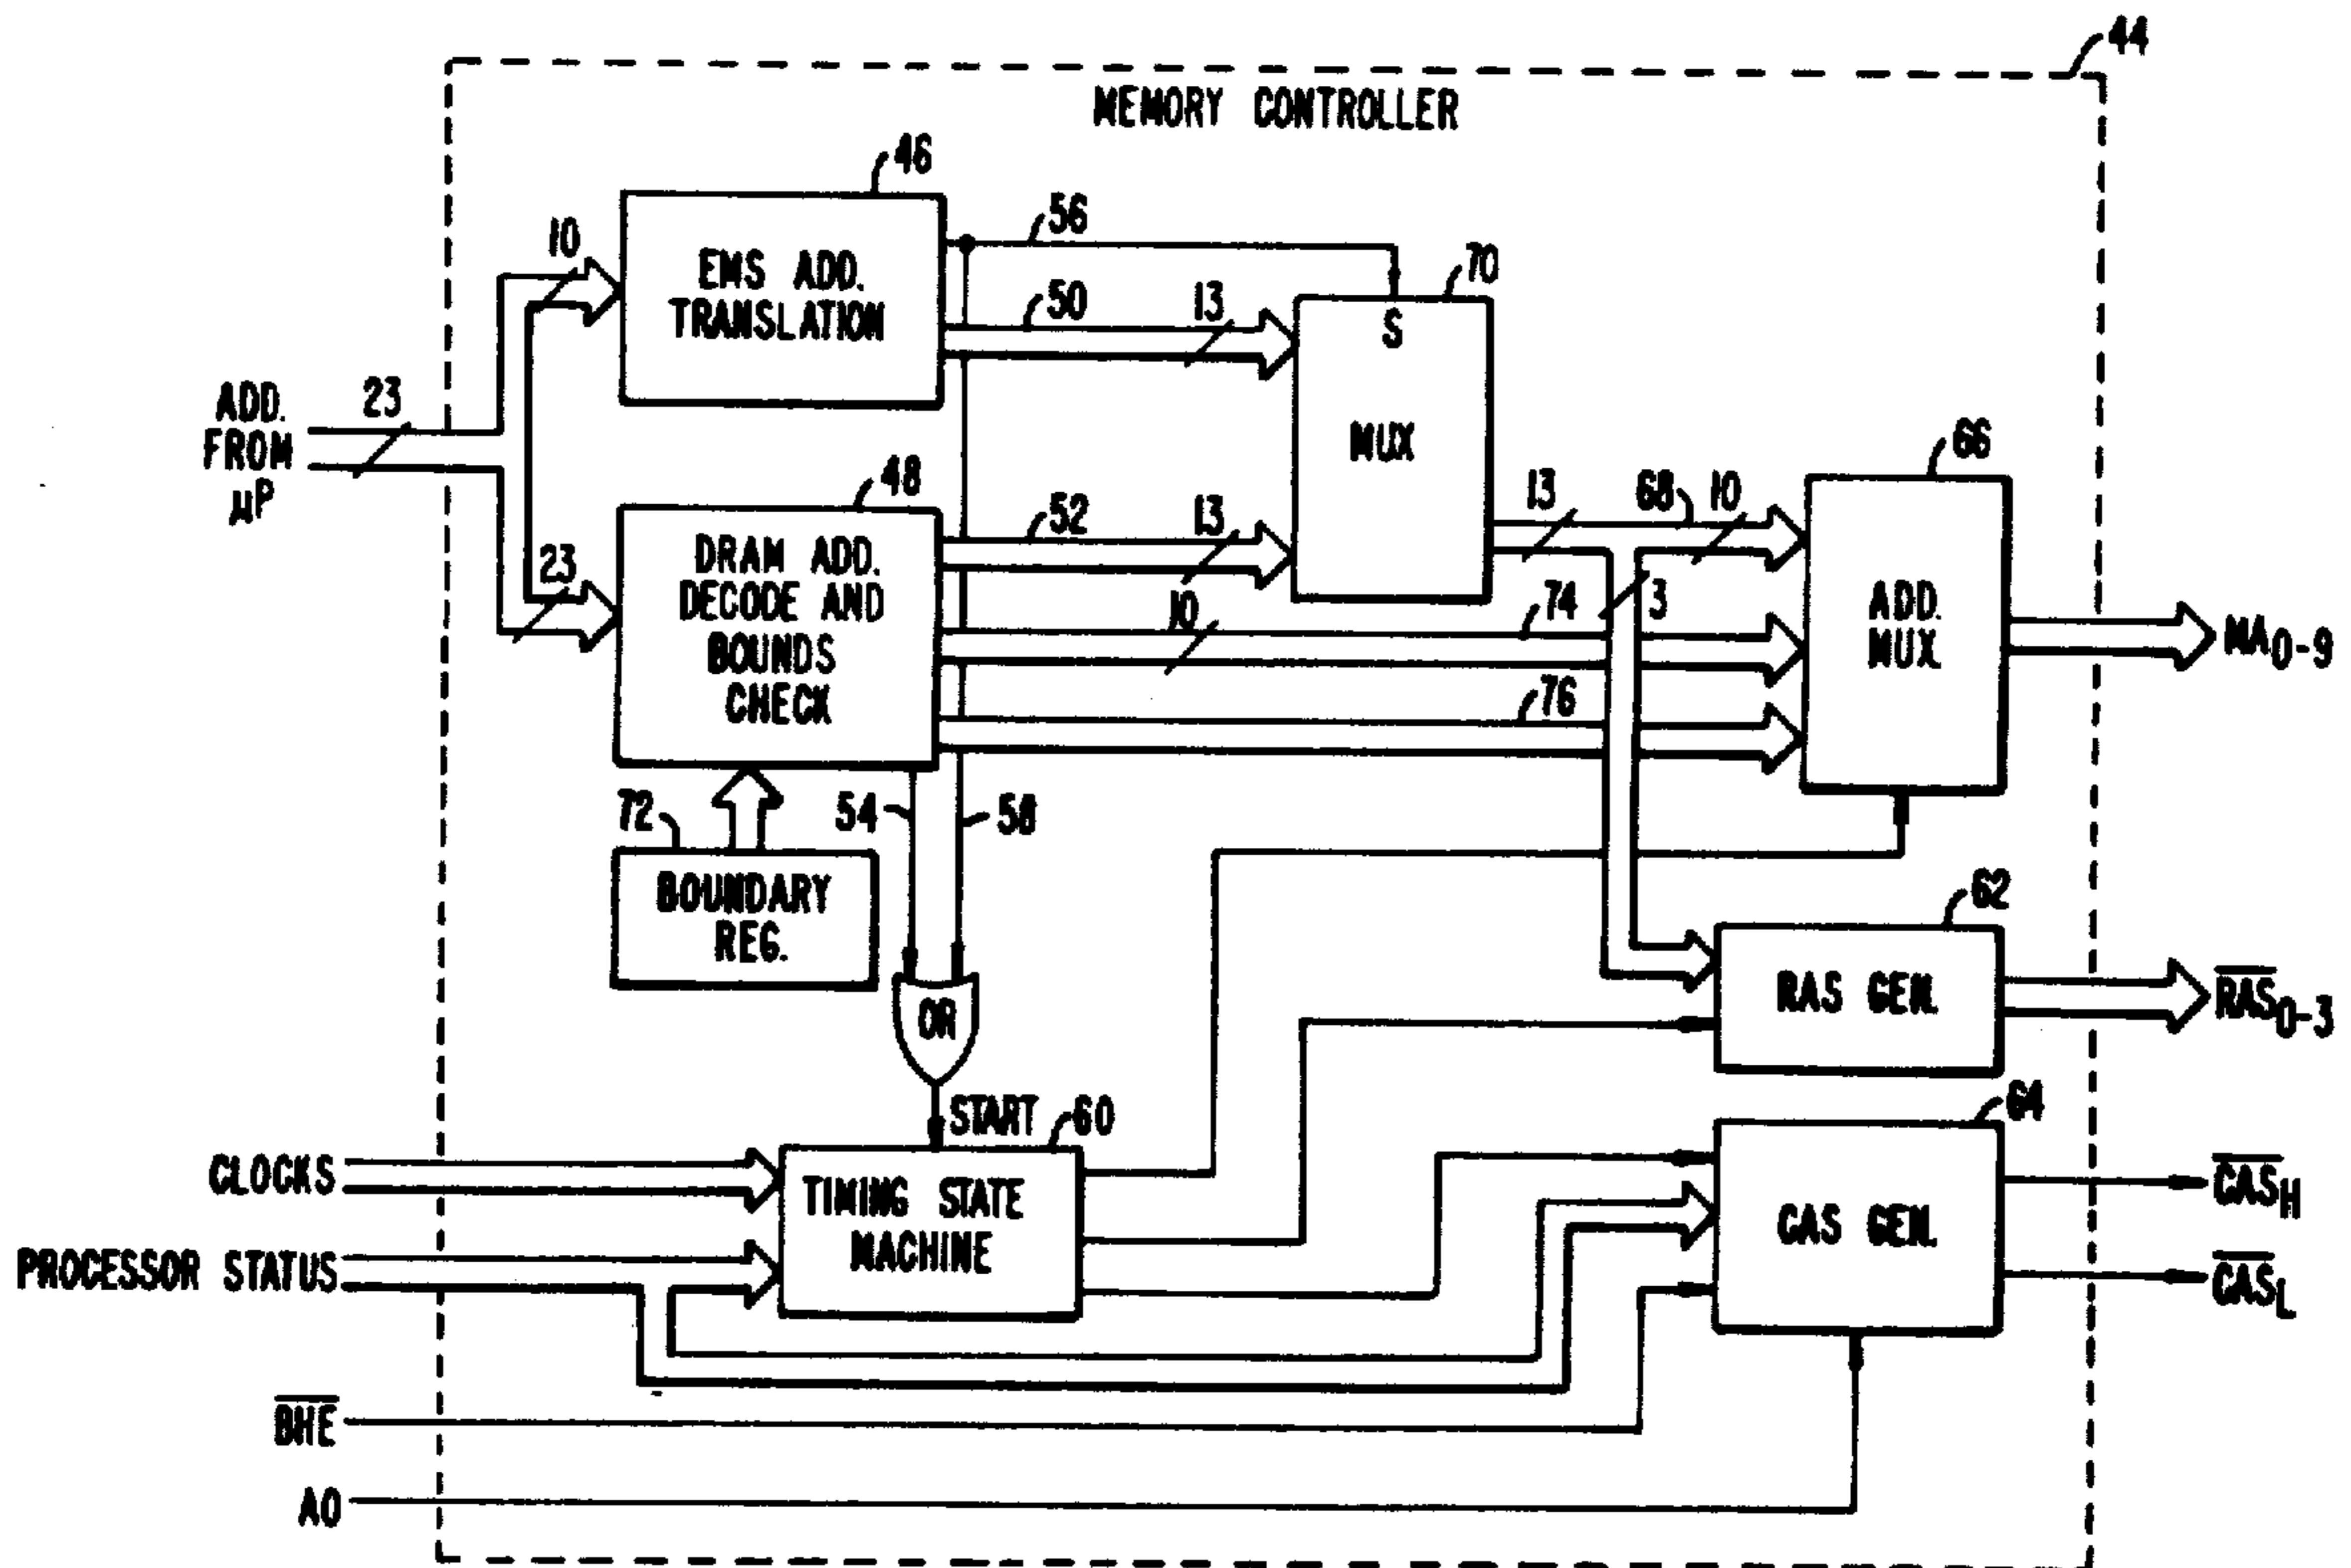 44
MEMORY CONTROLLER
46
10
EMS ADD.
TRANSLATION
56
50
13
70
S
MUX
ADD.
FROM
µP
23
48
23
DRAM ADD.
DECODE AND
BOUNDS
CHECK
52
13
10
13
68
10
66
74
3
76
ADD.
MUX
MA0-9
72
BOUNDARY
REG.
54
58
OR
62
RAS GEN.
RAS0-3
START
60
64
CLOCKS
TIMING STATE
MACHINE
CAS GEN.
CASH
PROCESSOR STATUS
CASL
BHE
A0